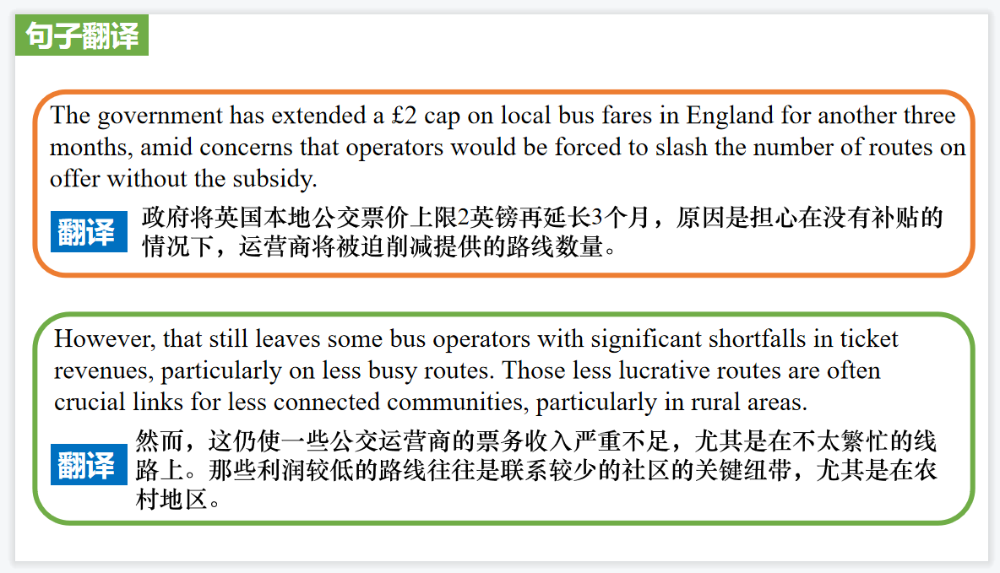 句子翻译
The government has extended a £2 cap on local bus fares in England for another three
months, amid concerns that operators would be forced to slash the number of routes on
offer without the subsidy.
翻译
政府将英国本地公交票价上限2英镑再延长3个月，原因是担心在没有补贴的
情况下，运营商将被迫削减提供的路线数量。
However, that still leaves some bus operators with significant shortfalls in ticket
revenues, particularly on less busy routes. Those less lucrative routes are often
crucial links for less connected communities, particularly in rural areas.
翻译
然而，这仍使一些公交运营商的票务收入严重不足，尤其是在不太繁忙的线
路上。那些利润较低的路线往往是联系较少的社区的关键纽带，尤其是在农
村地区。